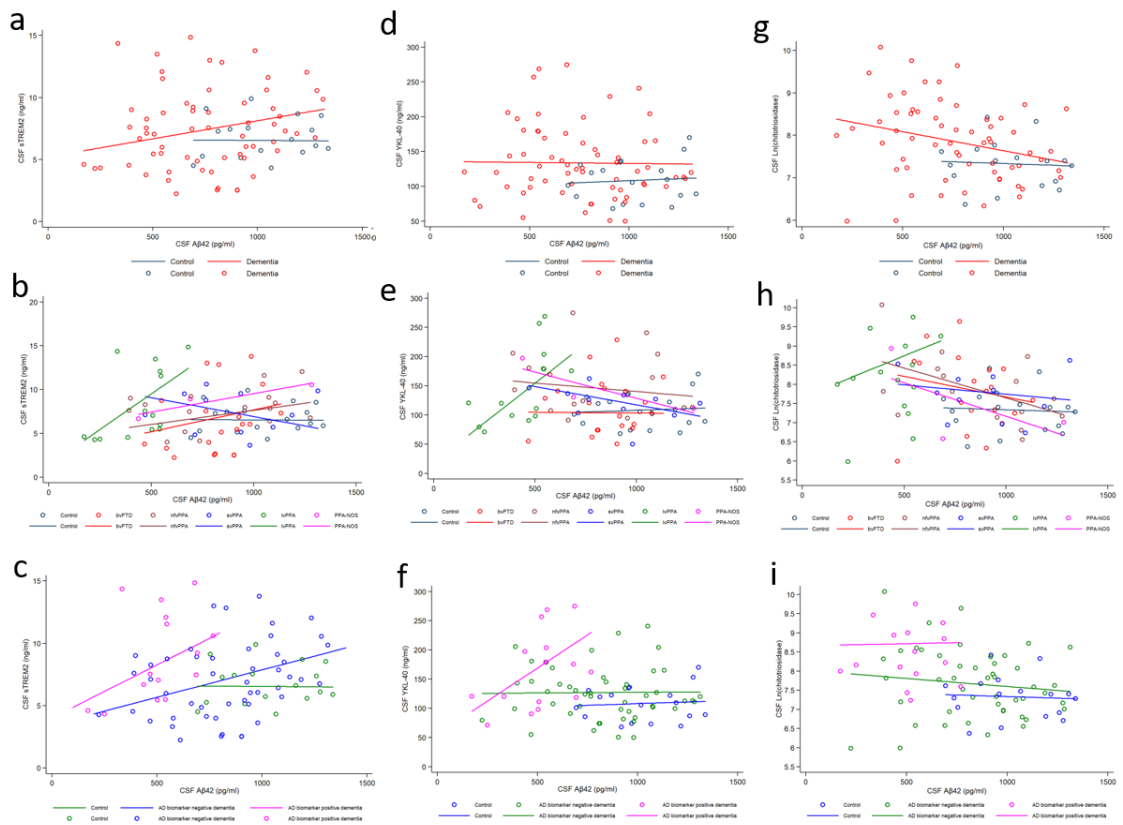 a
CSF sTREM2 (ng/ml)
15
10
5
0
500
1000
1500
CSF Aβ42 (pg/ml)
Control Dementia
Control Dementia
d
CSF YKL-40 (ng/ml)
300
250
200
150
100
50
0
500
1000
1500
CSF Aβ42 (pg/ml)
Control Dementia
Control Dementia
g
CSF Ln(chitotriosidase)
10
9
8
7
6
0
500
1000
1500
CSF Aβ42 (pg/ml)
Control Dementia
Control Dementia
b
CSF sTREM2 (ng/ml)
20
15
10
5
0
0
500
1000
1500
CSF Aβ42 (pg/ml)
Control bvFTD nfvPPA svPPA lvPPA PPA-NOS
Control bvFTD nfvPPA svPPA lvPPA PPA-NOS
e
CSF YKL-40 (ng/ml)
300
250
200
150
100
50
0
0
500
1000
1500
CSF Aβ42 (pg/ml)
Control bvFTD nfvPPA svPPA lvPPA PPA-NOS
Control bvFTD nfvPPA svPPA lvPPA PPA-NOS
h
CSF Ln(chitotriosidase)
10
9.5
9
8.5
8
7.5
7
6.5
6
5.5
0
500
1000
1500
CSF Aβ42 (pg/ml)
Control bvFTD nfvPPA svPPA lvPPA PPA-NOS
Control bvFTD nfvPPA svPPA lvPPA PPA-NOS
c
CSF sTREM2 (ng/ml)
15
10
5
0
0
500
1000
1500
CSF Aβ42 (pg/ml)
Control AD biomarker negative dementia AD biomarker positive dementia
Control AD biomarker negative dementia AD biomarker positive dementia
f
CSF YKL-40 (ng/ml)
300
250
200
150
100
50
0
0
500
1000
1500
CSF Aβ42 (pg/ml)
Control AD biomarker negative dementia AD biomarker positive dementia
Control AD biomarker negative dementia AD biomarker positive dementia
i
CSF Ln(chitotriosidase)
10
9.5
9
8.5
8
7.5
7
6.5
6
5.5
0
500
1000
1500
CSF Aβ42 (pg/ml)
Control AD biomarker negative dementia AD biomarker positive dementia
Control AD biomarker negative dementia AD biomarker positive dementia